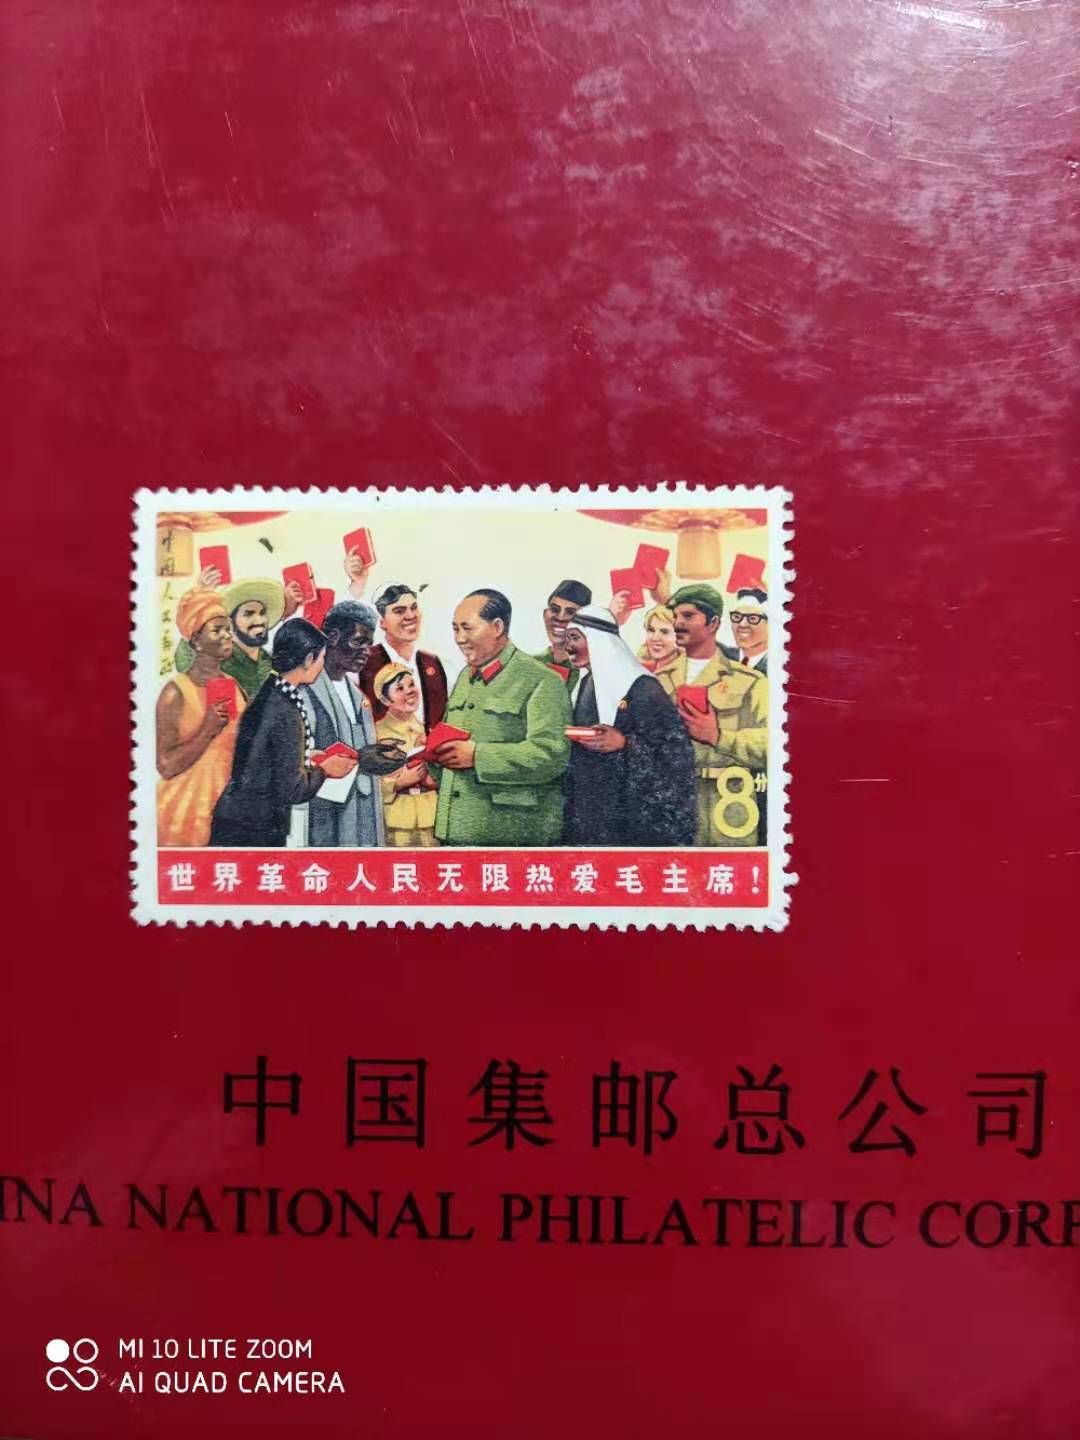 中国人民邮政
8分
世界革命人民无限热爱毛主席！
中国集邮总公司
INA NATIONAL PHILATELIC CORP
MI 10 LITE ZOOM
AI QUAD CAMERA